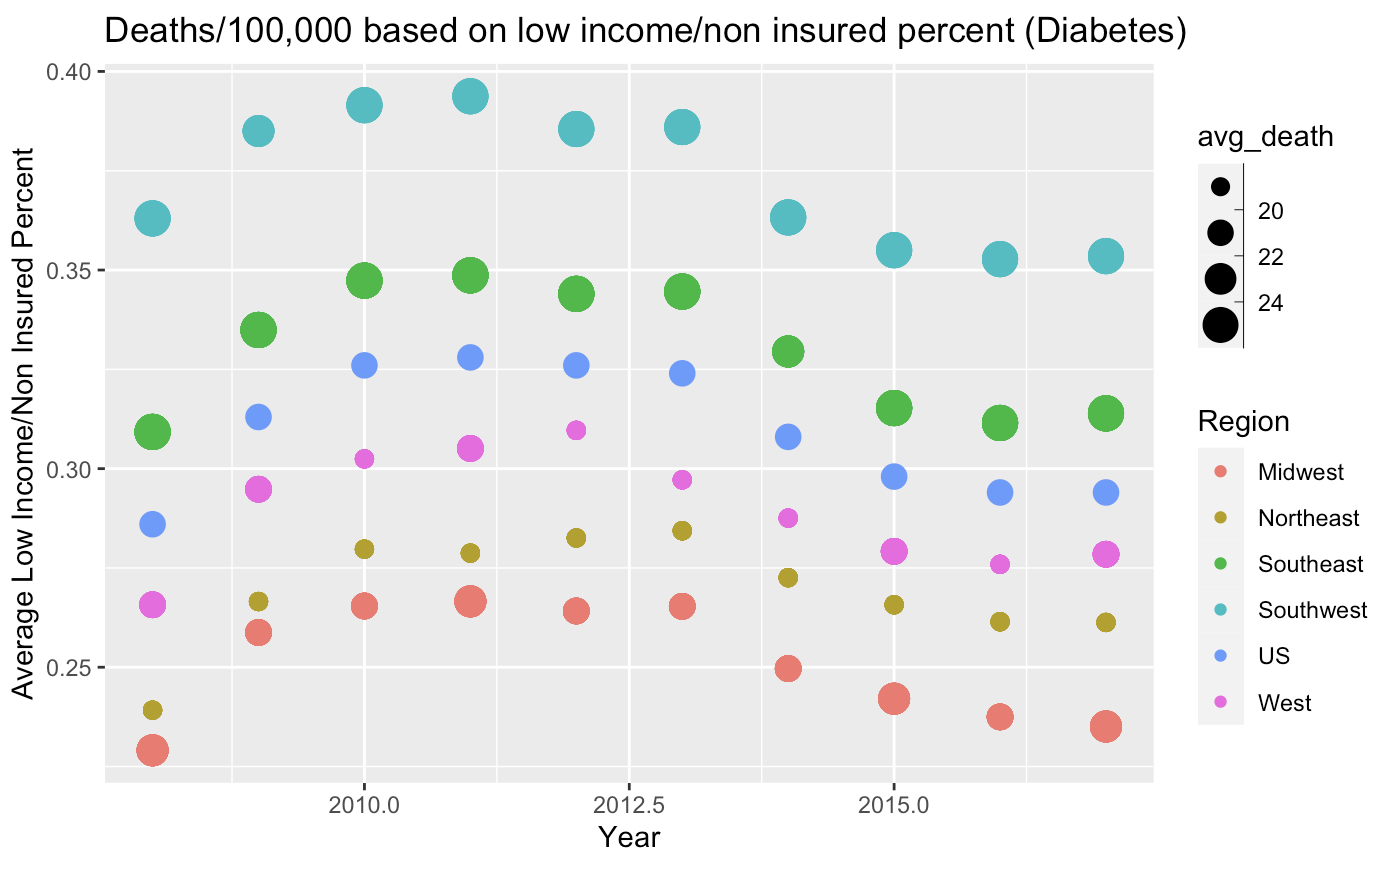 Deaths/100,000 based on low income/non insured percent (Diabetes)
Average Low Income/Non Insured Percent
0.40
0.35
0.30
0.25
2010.0
2012.5
2015.0
Year
avg_death
20
22
24
Region
Midwest
Northeast
Southeast
Southwest
US
West